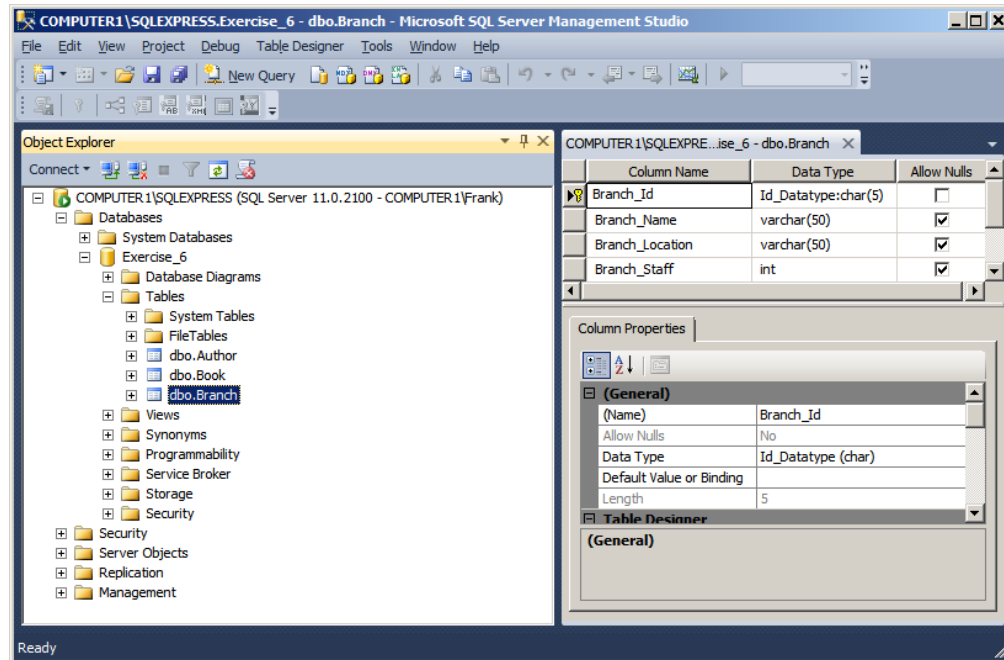 COMPUTER1\SQLEXPRESS.Exercise_6 - dbo.Branch - Microsoft SQL Server Management Studio
File Edit View Project Debug Table Designer Tools Window Help
New Query
Object Explorer
Connect
COMPUTER1\SQLEXPRESS (SQL Server 11.0.2100 - COMPUTER1\Frank)
Databases
System Databases
Exercise_6
Database Diagrams
Tables
System Tables
FileTables
dbo.Author
dbo.Book
dbo.Branch
Views
Synonyms
Programmability
Service Broker
Storage
Security
Security
Server Objects
Replication
Management
COMPUTER1\SQLEXPRE...ise_6 - dbo.Branch
Column Name Data Type Allow Nulls
Branch_Id Id_Datatype:char(5)
Branch_Name varchar(50)
Branch_Location varchar(50)
Branch_Staff int
Column Properties
(General)
(Name) Branch_Id
Allow Nulls No
Data Type Id_Datatype (char)
Default Value or Binding
Length 5
Table Designer
(General)
Ready